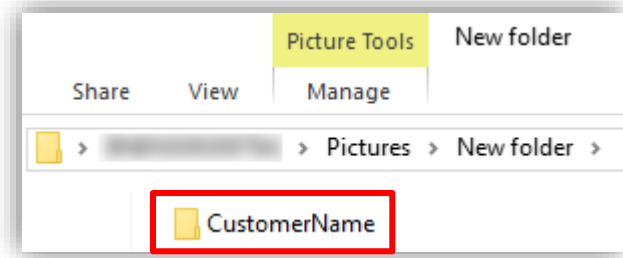 Picture Tools New folder
Share View Manage
> > Pictures > New folder >
CustomerName